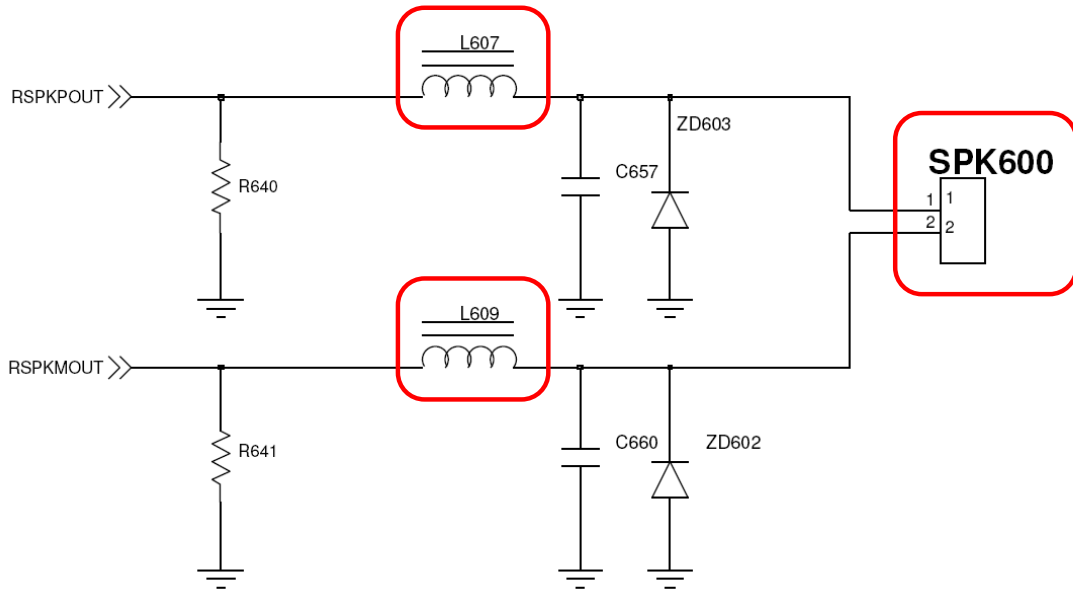 L607
RSPKPOUT
ZD603
SPK600
R640
C657
1 1
2 2
L609
RSPKMOUT
R641
C660
ZD602